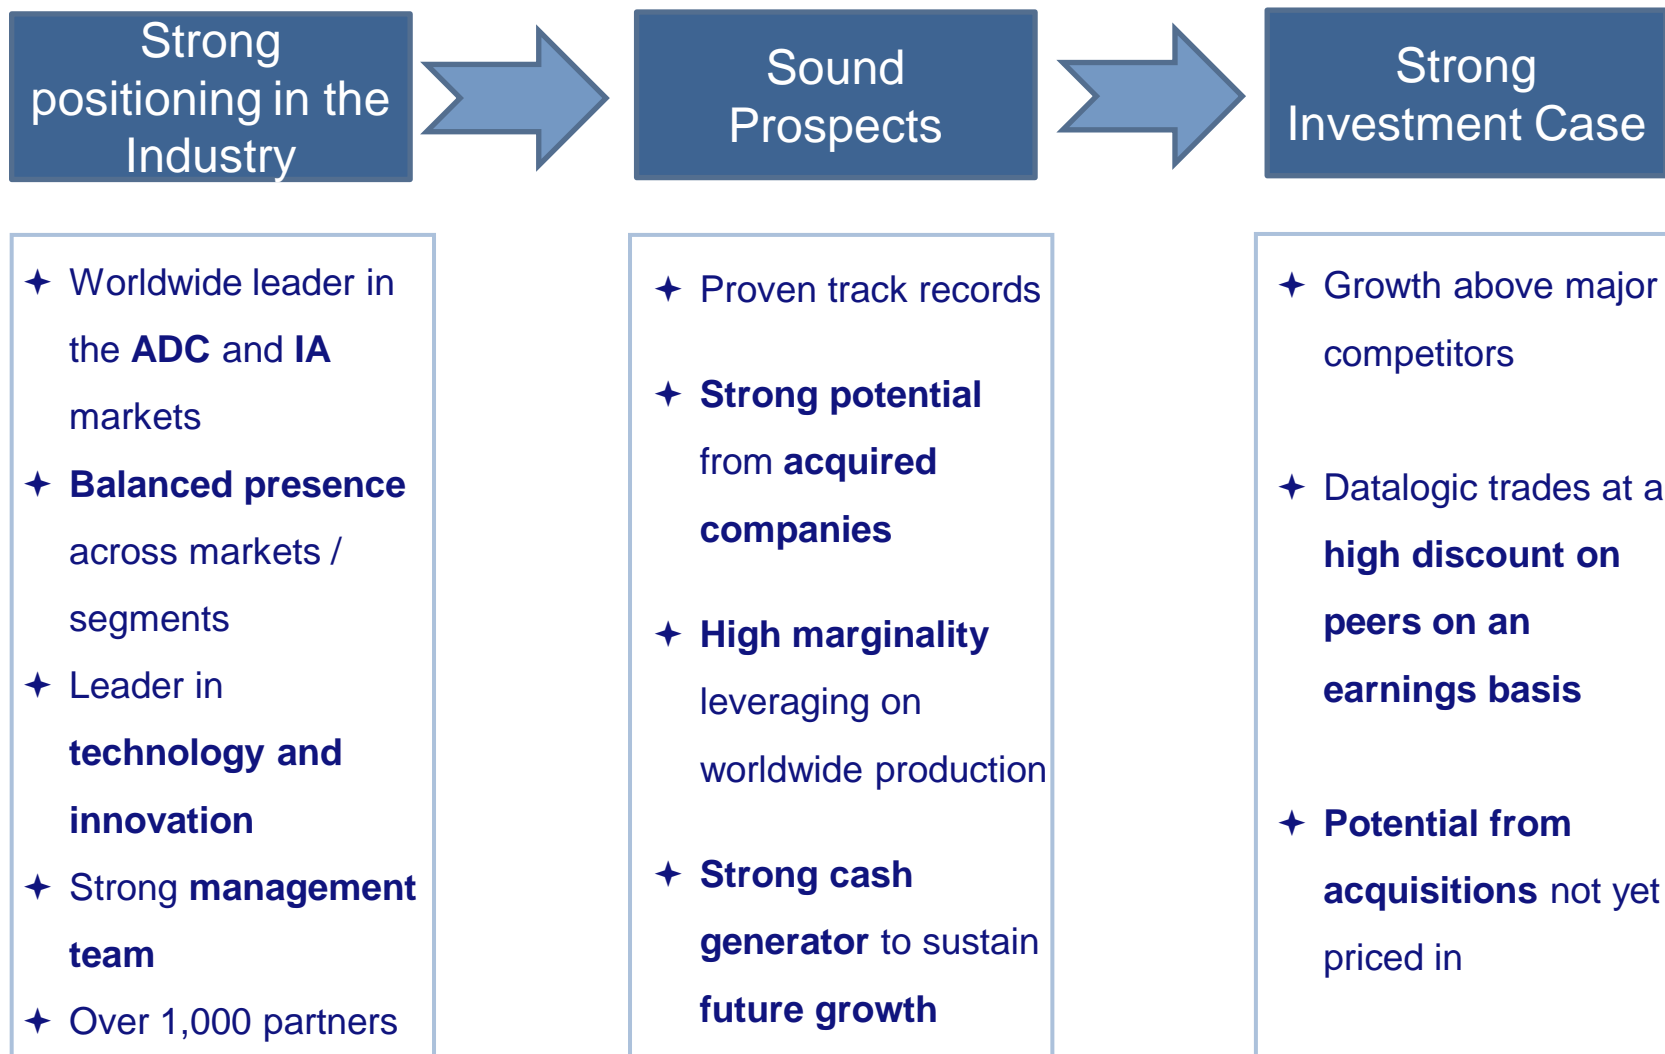 Strong
positioning in the
Industry
Sound
Prospects
Strong
Investment Case
Worldwide leader in
the ADC and IA
markets
Balanced presence
across markets /
segments
Leader in
technology and
innovation
Strong management
team
Over 1,000 partners
Proven track records
Strong potential
from acquired
companies
High marginality
leveraging on
worldwide production
Strong cash
generator to sustain
future growth
Growth above major
competitors
Datalogic trades at a
high discount on
peers on an
earnings basis
Potential from
acquisitions not yet
priced in